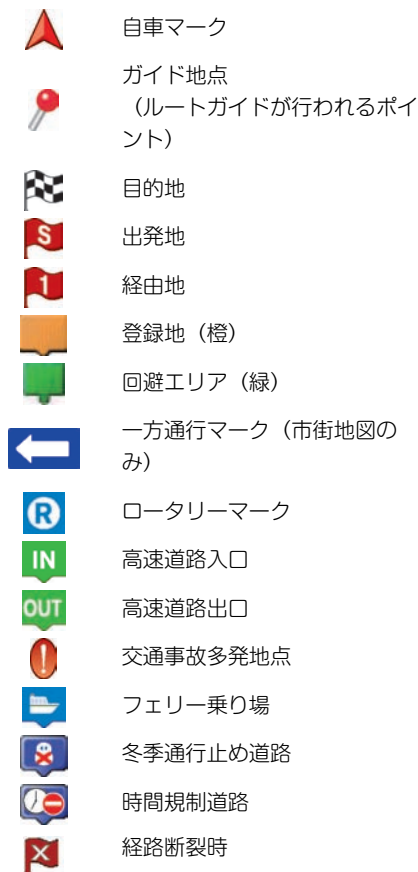 自車マーク
ガイド地点
（ルートガイドが行われるポイ
ント）
目的地
S
出発地
1
経由地
登録地（橙）
回避エリア（緑）
一方通行マーク（市街地図の
み）
R
ロータリーマーク
IN
高速道路入口
OUT
高速道路出口
!
交通事故多発地点
フェリー乗り場
冬季通行止め道路
時間規制道路
経路断裂時